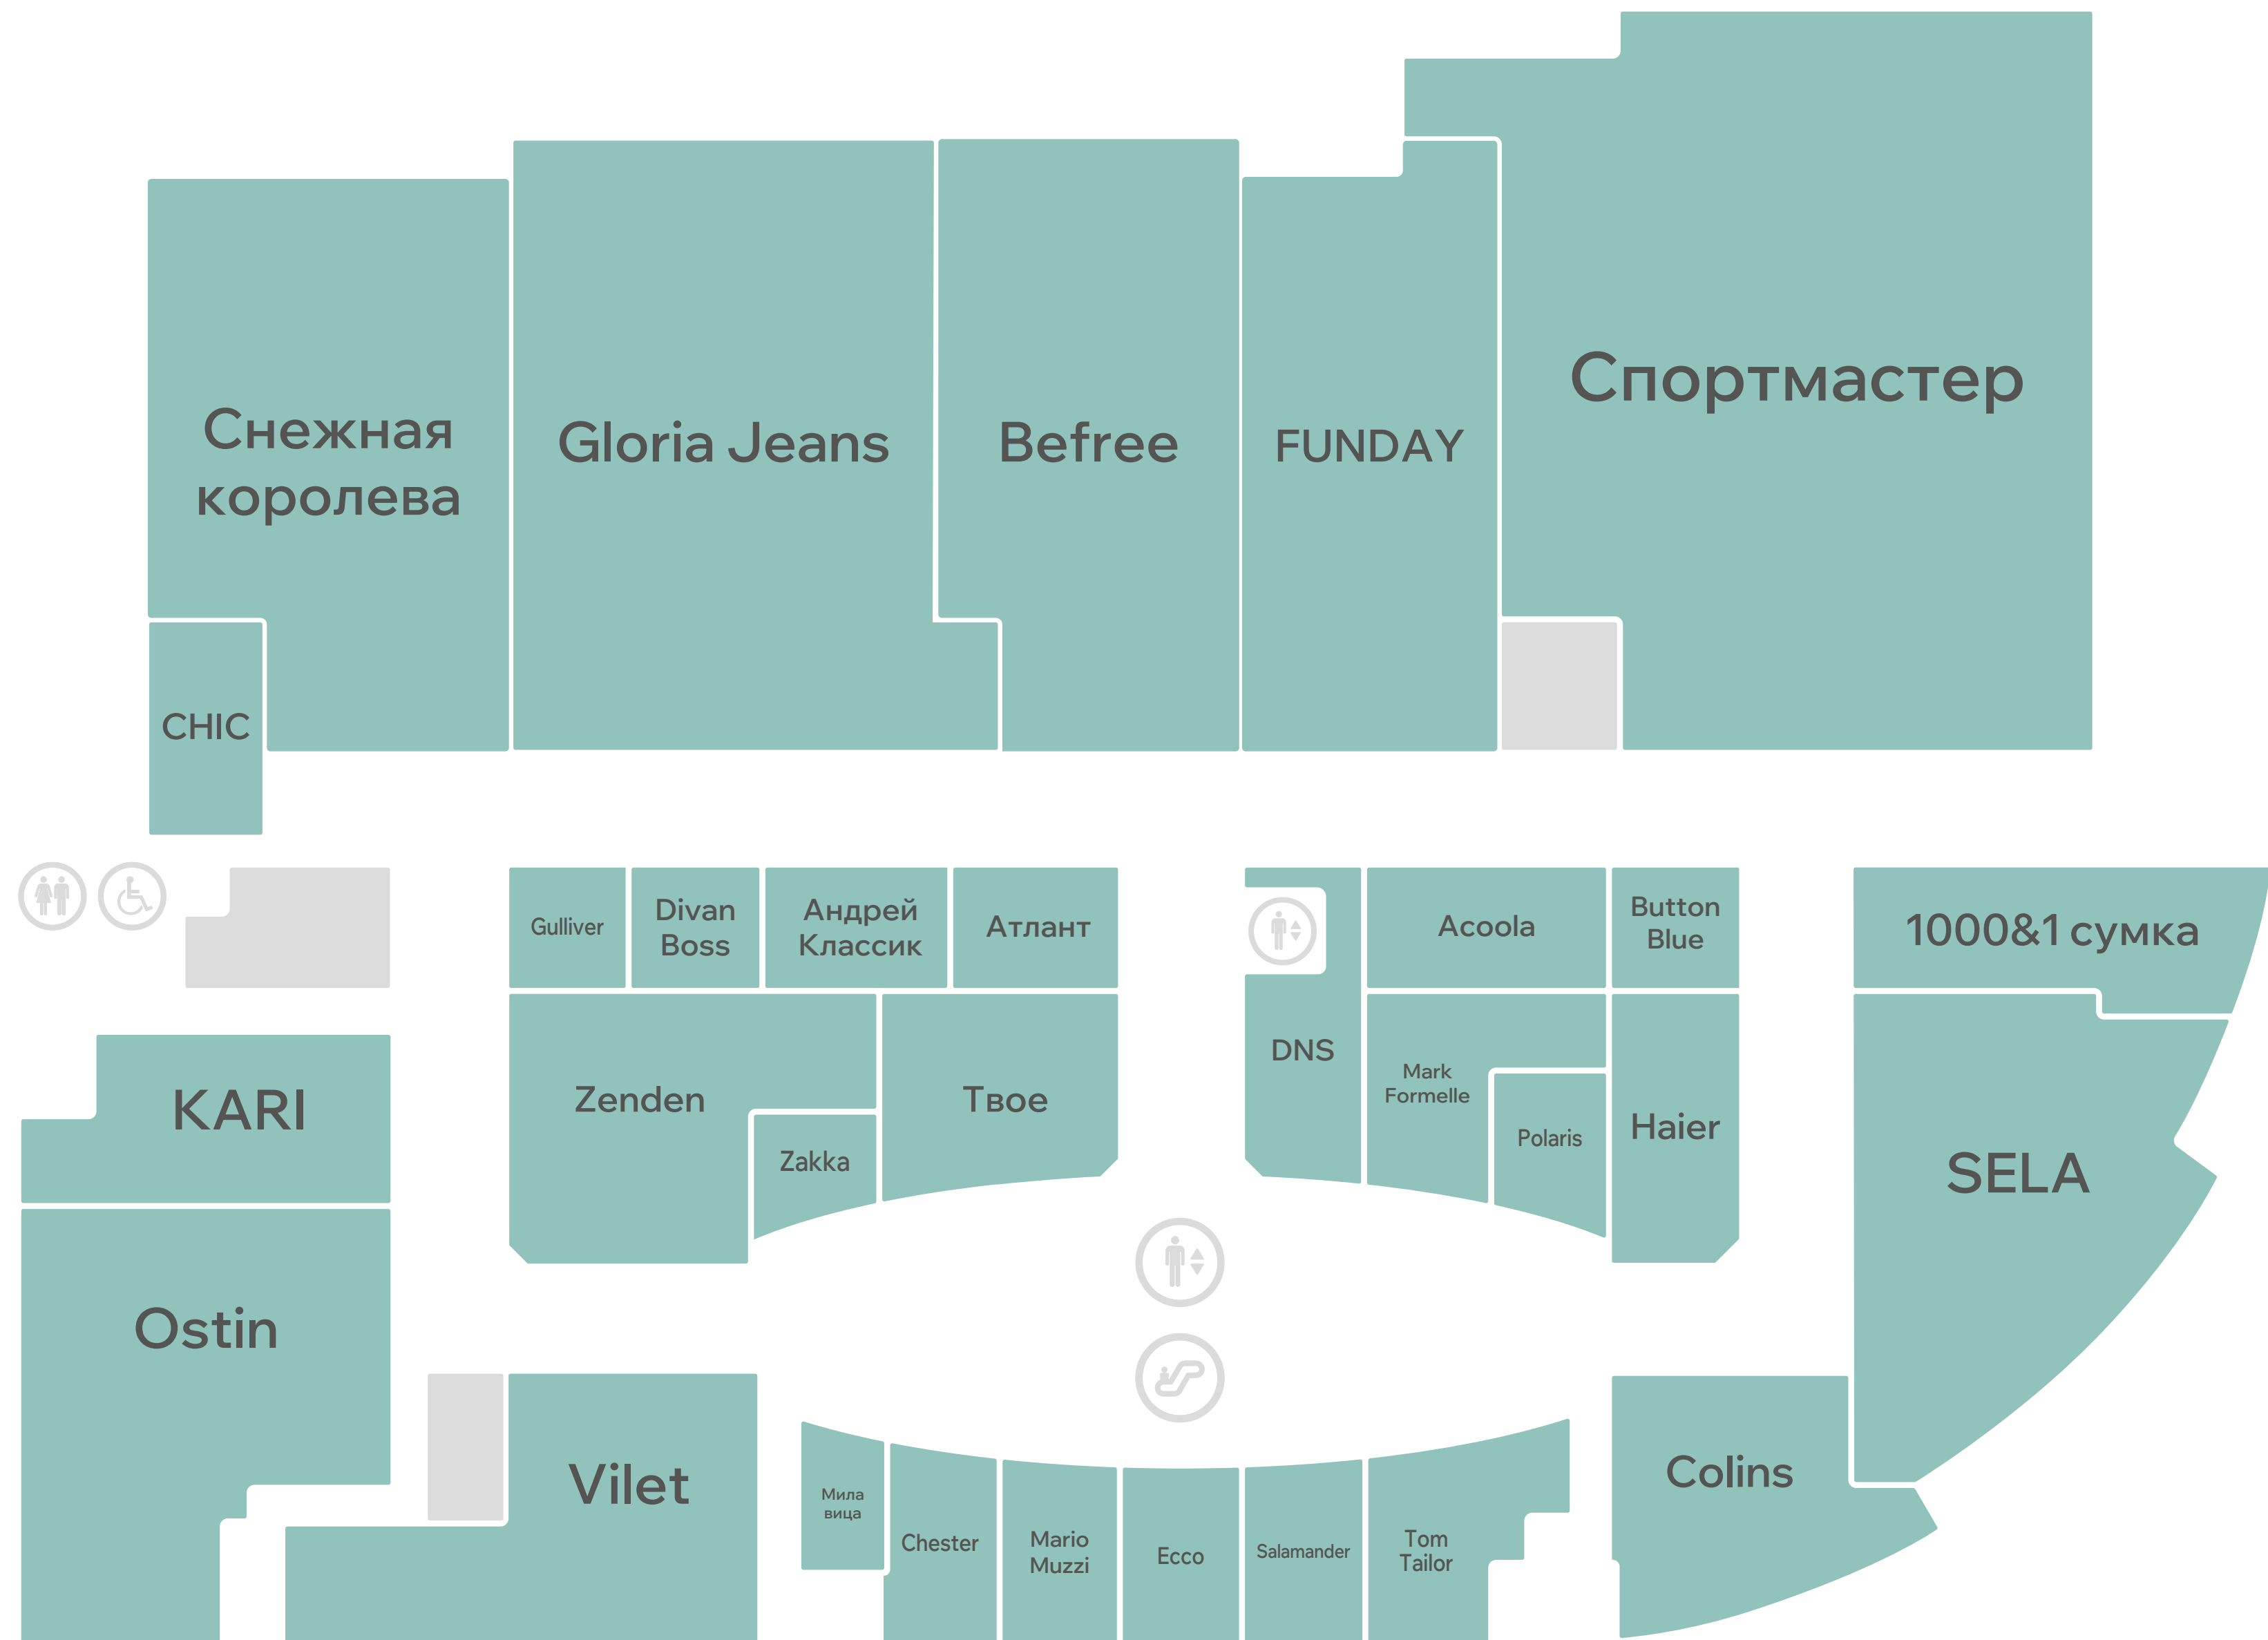 Спортмастер
Снежная
королева
Gloria Jeans
Befree
FUNDAY
CHIC
Gulliver
Divan
Boss
Андрей
Классик
Атлант
Acoola
Button
Blue
1000&1 сумка
DNS
Mark
Formelle
KARI
Zenden
Твое
Polaris
Haier
Zakka
SELA
Ostin
Vilet
Colins
Мила
вица
Chester
Mario
Muzzi
Ecco
Salamander
Tom
Tailor